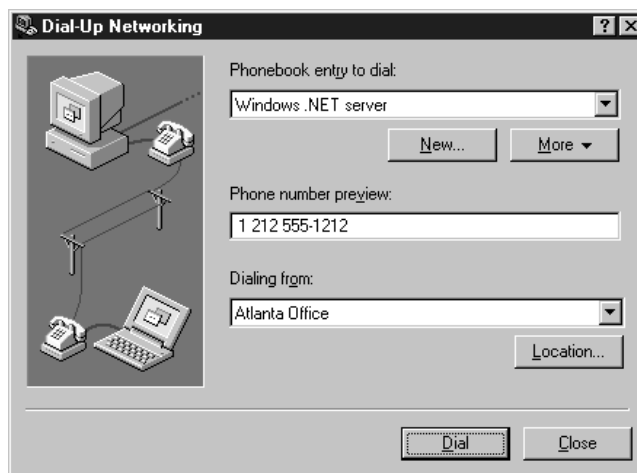 Dial-Up Networking
Phonebook entry to dial:
Windows .NET server
New...
More
Phone number preview:
1 212 555-1212
Dialing from:
Atlanta Office
Location...
Dial
Close